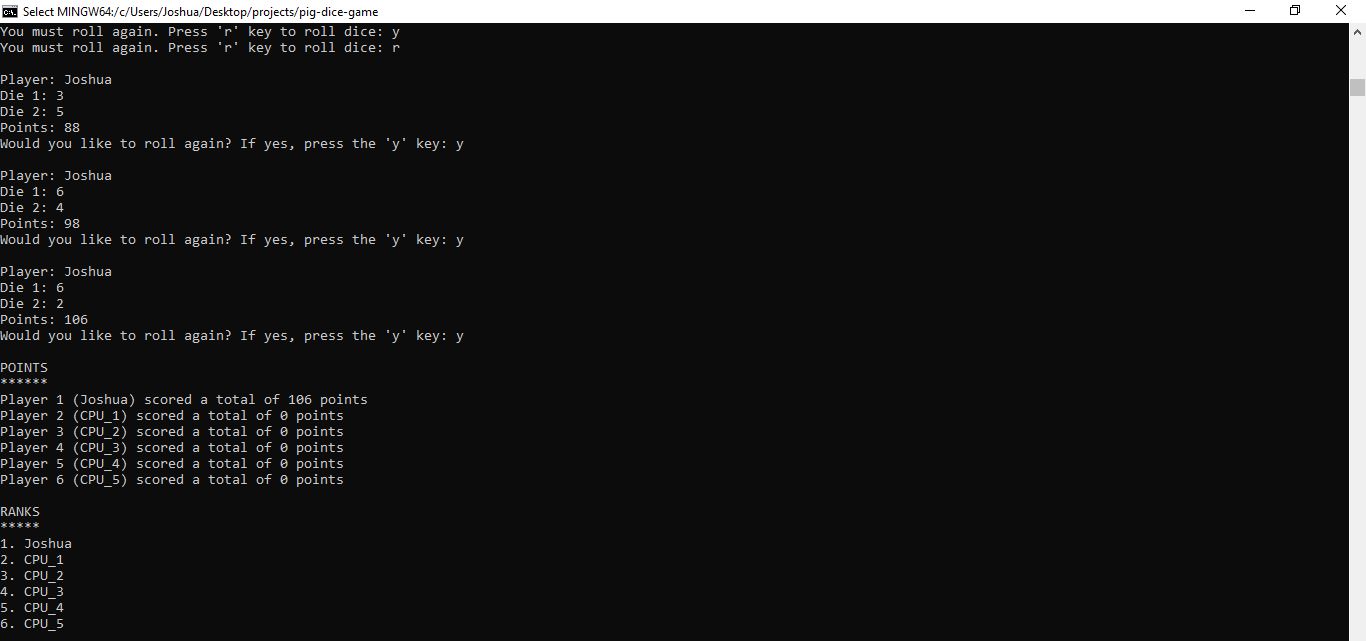 Select MINGW64:/c/Users/Joshua/Desktop/projects/pig-dice-game
You must roll again. Press 'r' key to roll dice: y
You must roll again. Press 'r' key to roll dice: r
Player: Joshua
Die 1: 3
Die 2: 5
Points: 88
Would you like to roll again? If yes, press the 'y' key: y
Player: Joshua
Die 1: 6
Die 2: 4
Points: 98
Would you like to roll again? If yes, press the 'y' key: y
Player: Joshua
Die 1: 6
Die 2: 2
Points: 106
Would you like to roll again? If yes, press the 'y' key: y
POINTS
******
Player 1 (Joshua) scored a total of 106 points
Player 2 (CPU_1) scored a total of 0 points
Player 3 (CPU_2) scored a total of 0 points
Player 4 (CPU_3) scored a total of 0 points
Player 5 (CPU_4) scored a total of 0 points
Player 6 (CPU_5) scored a total of 0 points
RANKS
*****
1. Joshua
2. CPU_1
3. CPU_2
4. CPU_3
5. CPU_4
6. CPU_5